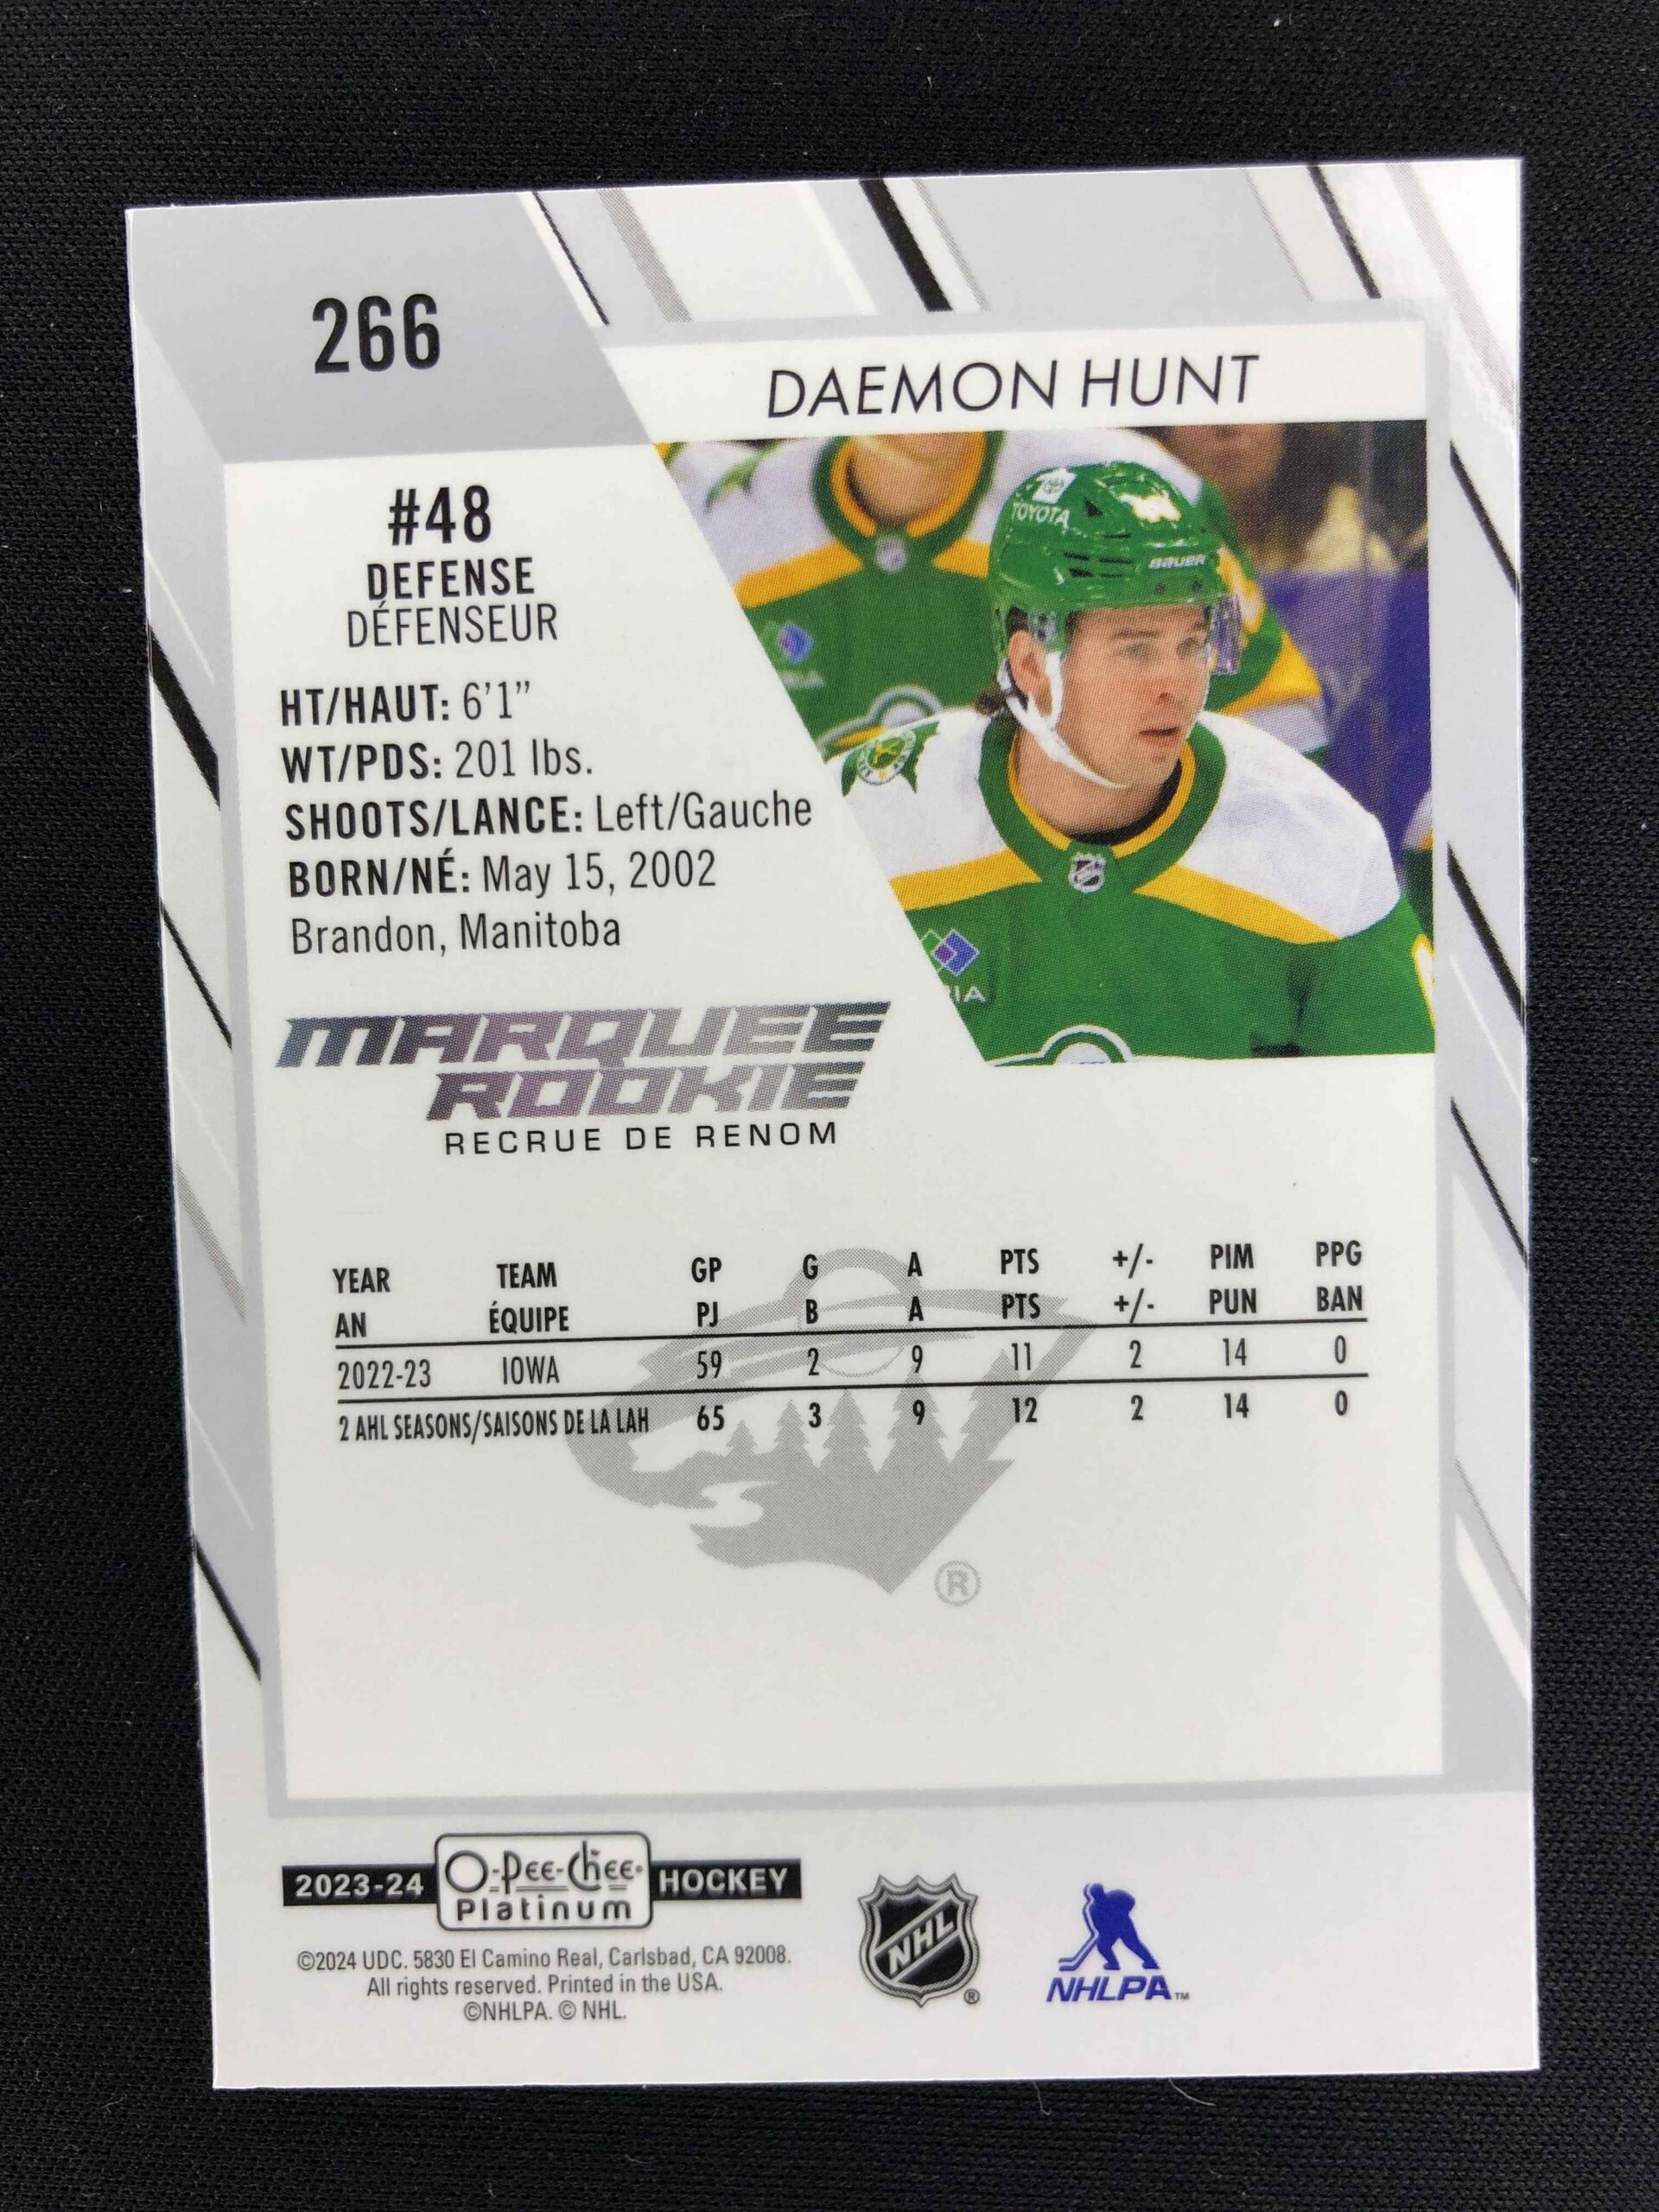 266
DAEMON HUNT
#48
DEFENSE
DÉFENSEUR
HT/HAUT: 6'1"
WT/PDS: 201 lbs.
SHOOTS/LANCE: Left/Gauche
BORN/NÉ: May 15, 2002
Brandon, Manitoba
TOYOTA
BAUER
MARQUEE
ROOKIE
RECRUE DE RENOM
YEAR TEAM GP G A PTS +/- PIM PPG
AN ÉQUIPE PJ B A PTS +/- PUN BAN
2022-23 IOWA 59 2 9 11 2 14 0
2 AHL SEASONS/SAISONS DE LA LAH 65 3 9 12 2 14 0
®
2023-24 O-Pee-Chee Platinum HOCKEY
©2024 UDC. 5830 El Camino Real, Carlsbad, CA 92008.
All rights reserved. Printed in the USA.
©NHLPA. © NHL.
NHL ®
NHLPA™